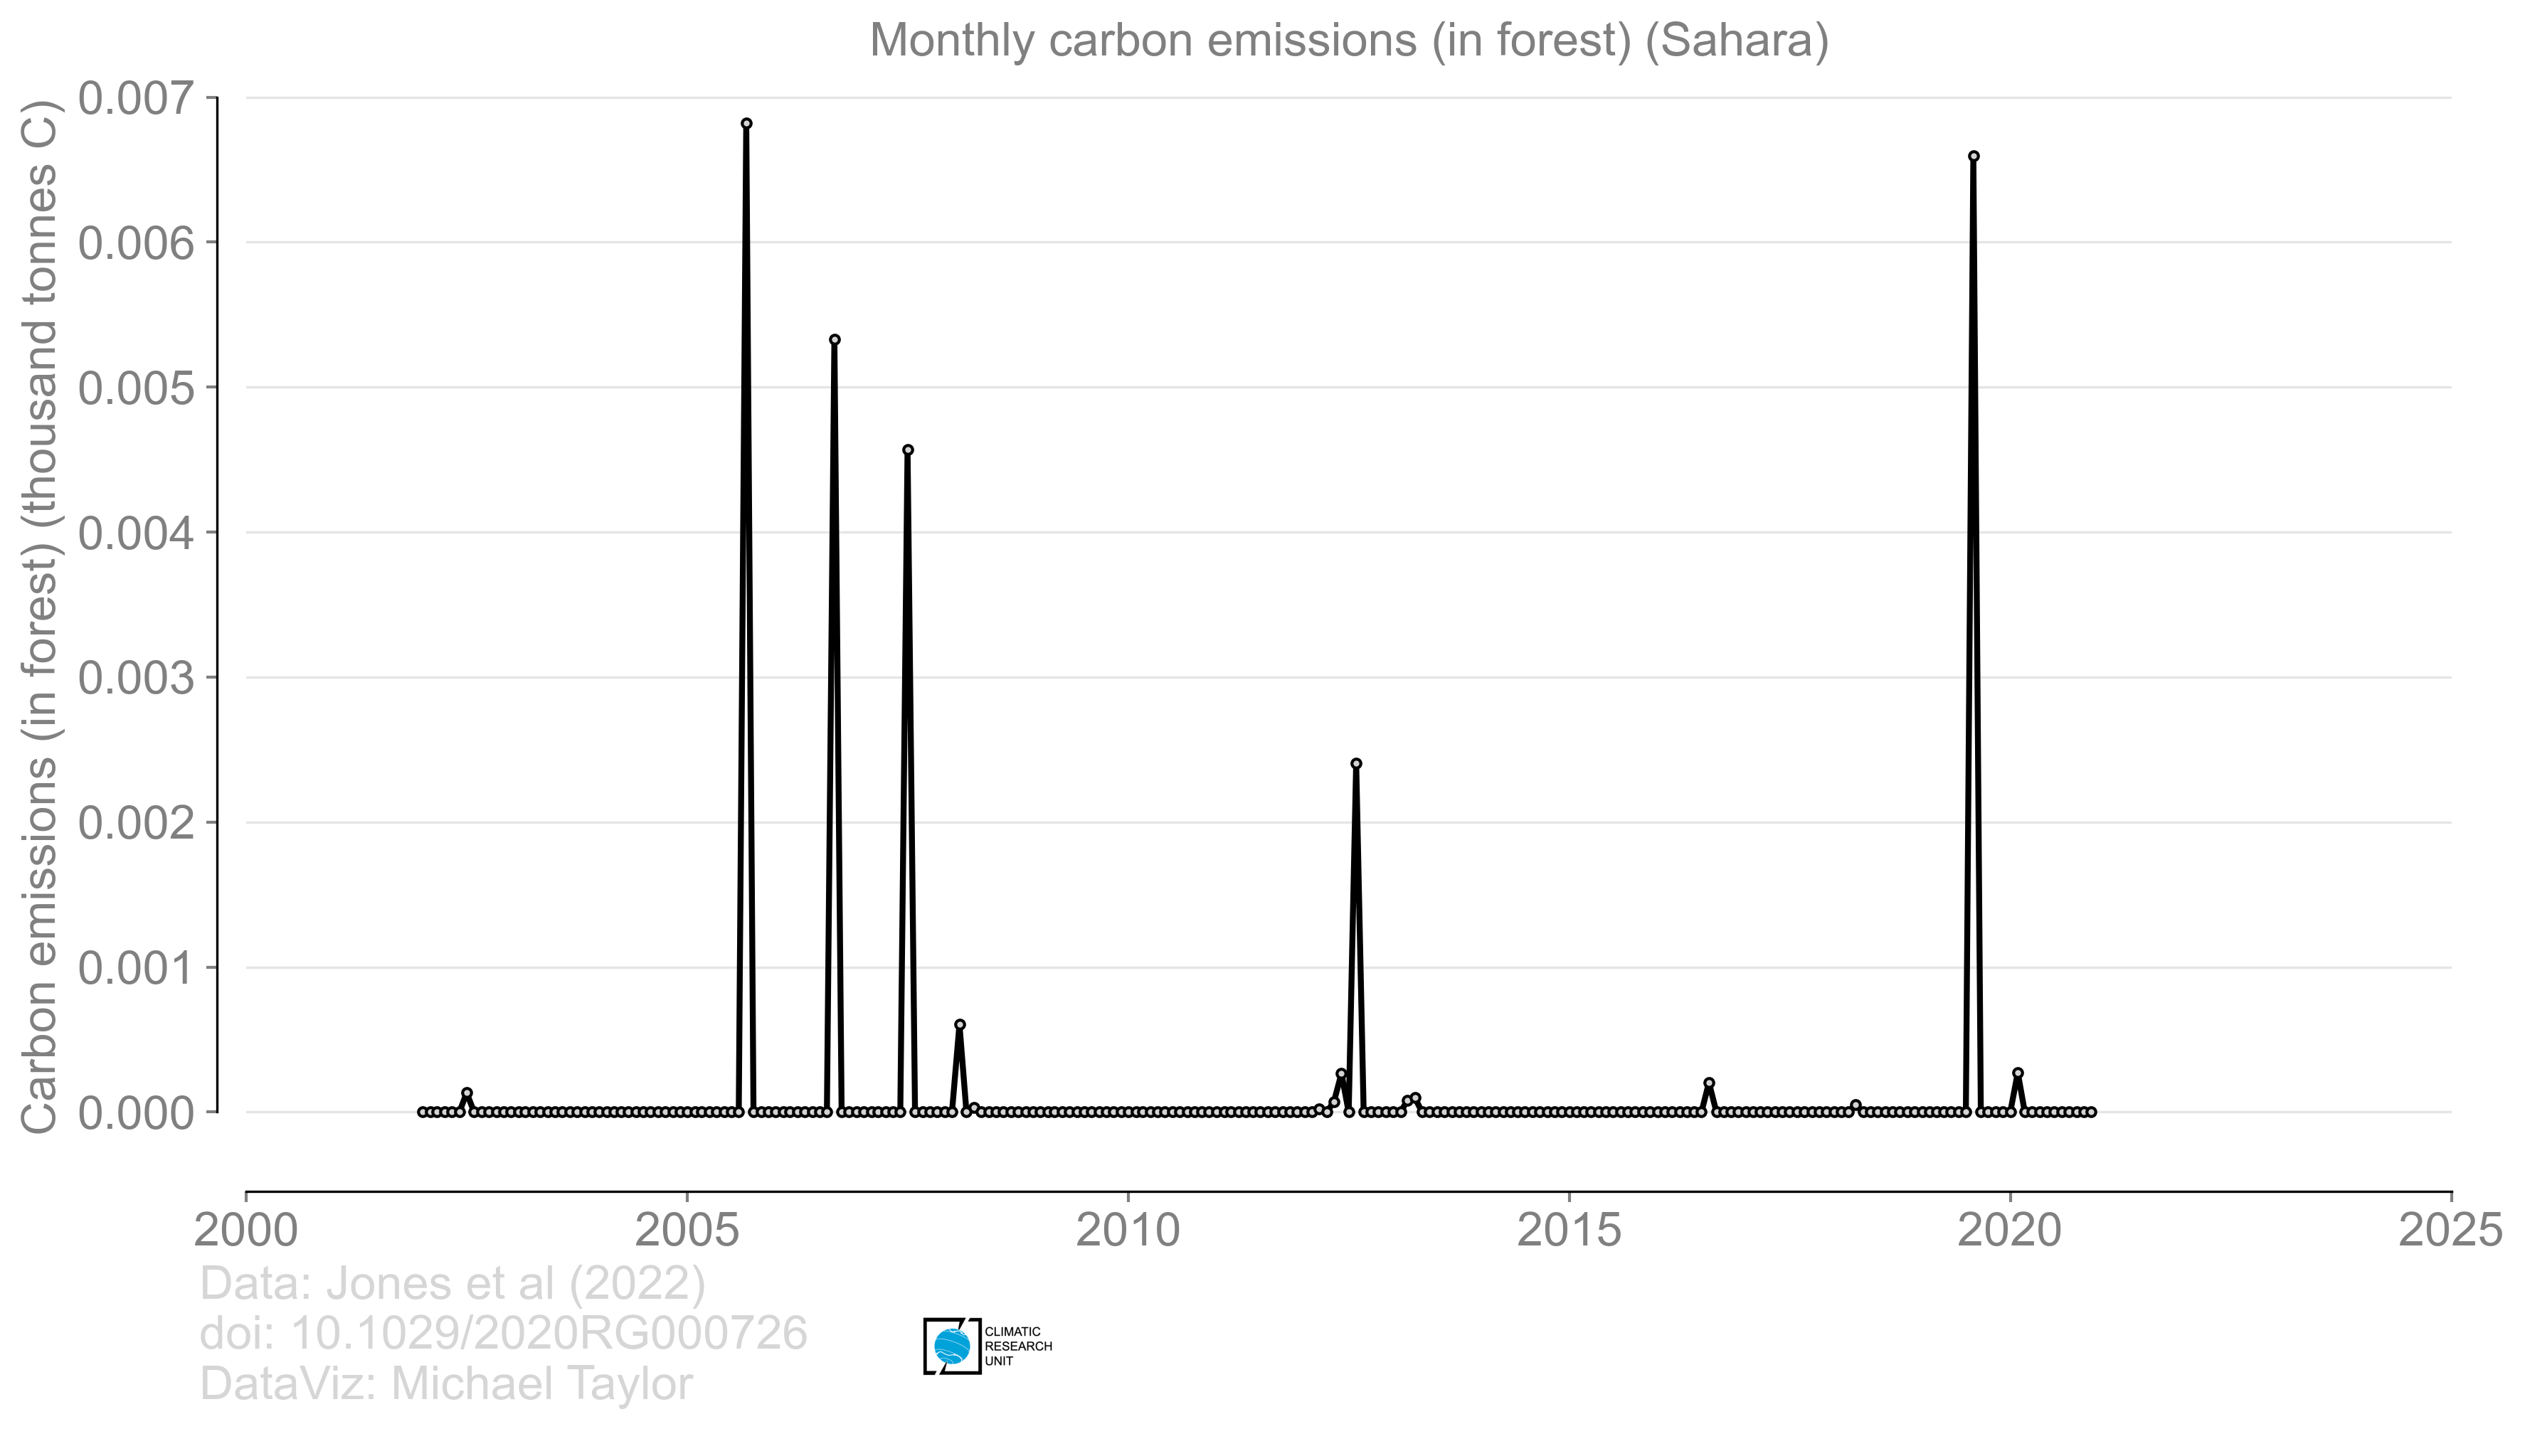 Monthly carbon emissions (in forest) (Sahara)
Carbon emissions (in forest) (thousand tonnes C)
0.007
0.006
0.005
0.004
0.003
0.002
0.001
0.000
2000 2005 2010 2015 2020 2025
Data: Jones et al (2022)
doi: 10.1029/2020RG000726
DataViz: Michael Taylor
CLIMATIC
RESEARCH
UNIT